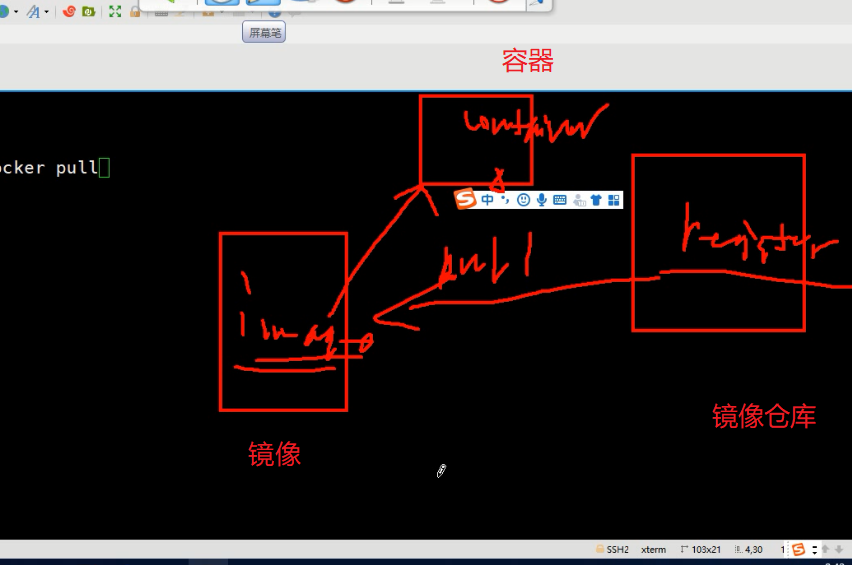 屏幕笔
容器
container
ocker pull
中
register
pull
image
镜像仓库
镜像
SSH2 xterm 103x21 4,30 1